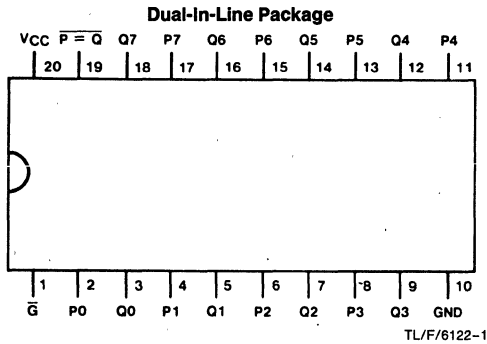 Dual-In-Line Package
VCC P = Q Q7 P7 Q6 P6 Q5 P5 Q4 P4
20 19 18 17 16 15 14 13 12 11
1 2 3 4 5 6 7 8 9 10
G P0 Q0 P1 Q1 P2 Q2 P3 Q3 GND
TL/F/6122-1